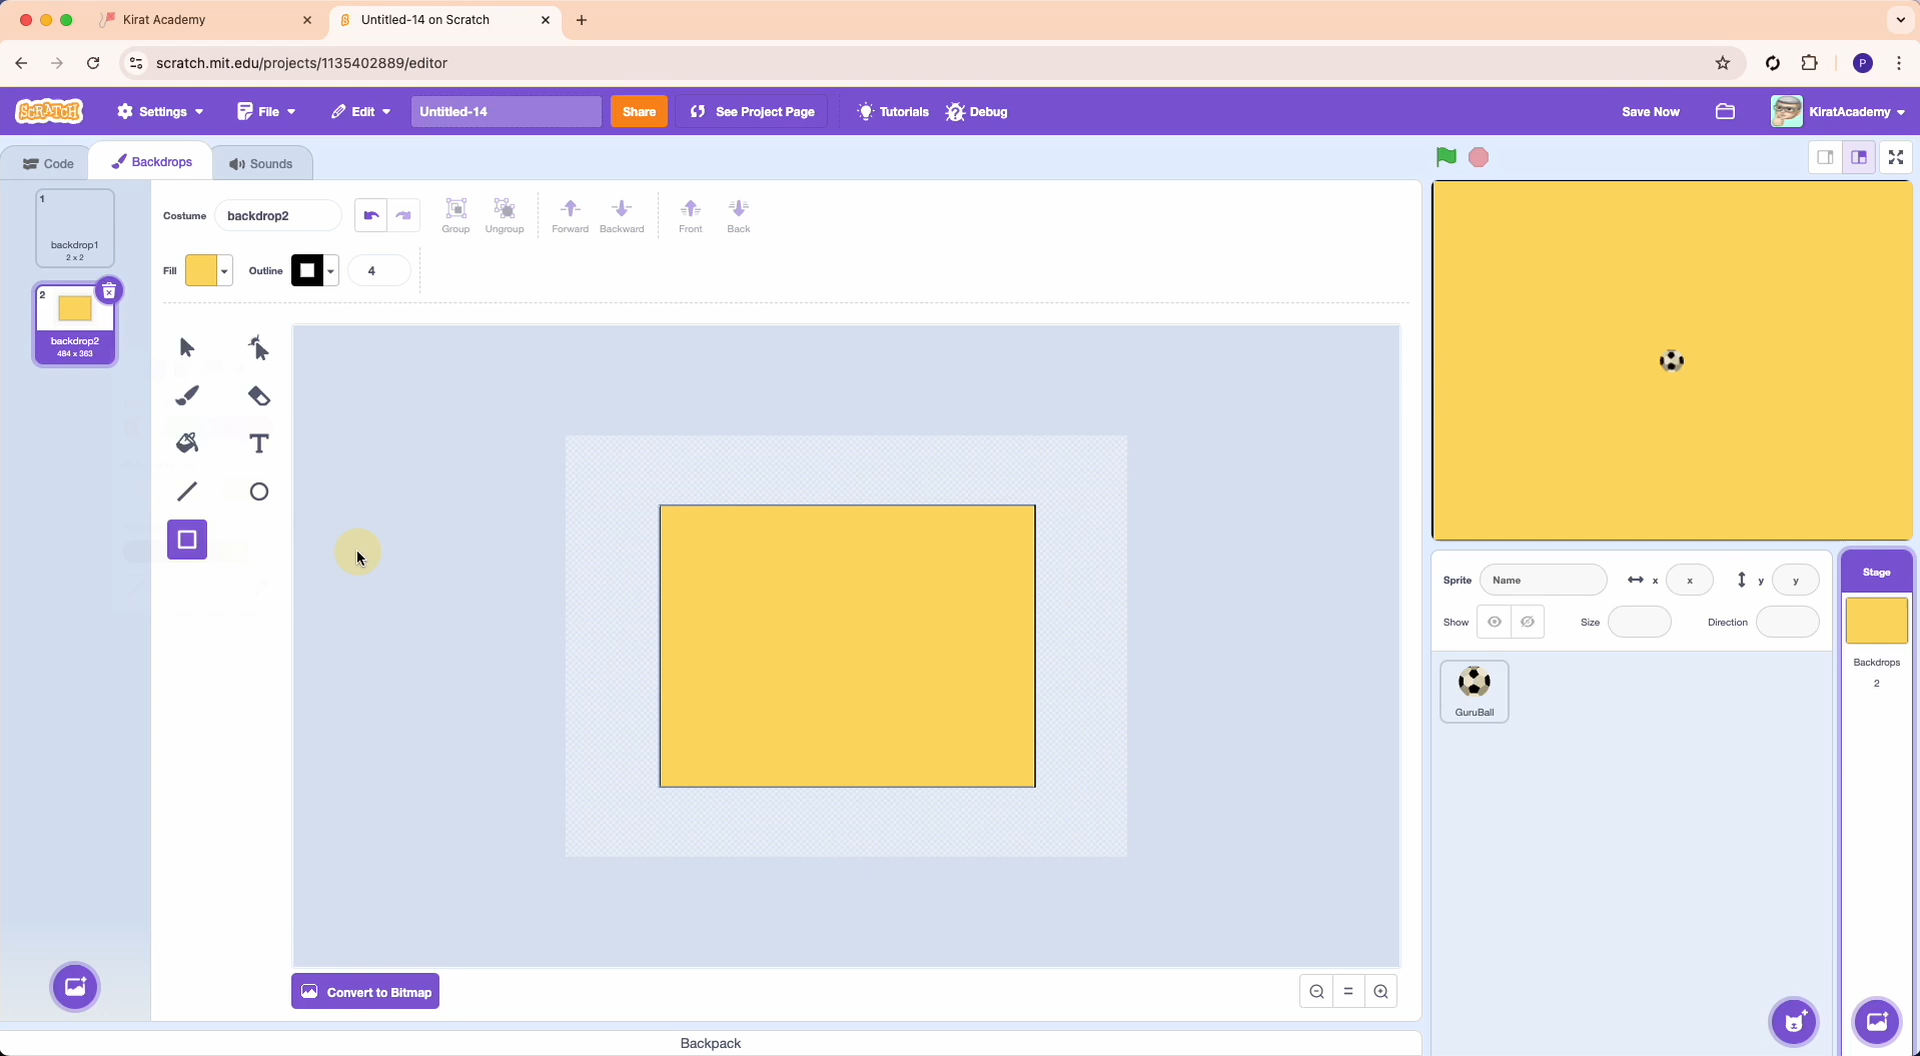 Kirat Academy
Untitled-14 on Scratch
scratch.mit.edu/projects/1135402889/editor
P
SCRATCH
Settings
File
Edit
Untitled-14
Share
See Project Page
Tutorials
Debug
Save Now
KiratAcademy
Code
Backdrops
Sounds
1
backdrop1
2 x 2
2
backdrop2
484 x 363
Costume
backdrop2
Group
Ungroup
Forward
Backward
Front
Back
Fill
Outline
4
T
Convert to Bitmap
=
Backpack
Sprite
Name
x
x
y
y
Show
Size
Direction
GuruBall
Stage
Backdrops
2